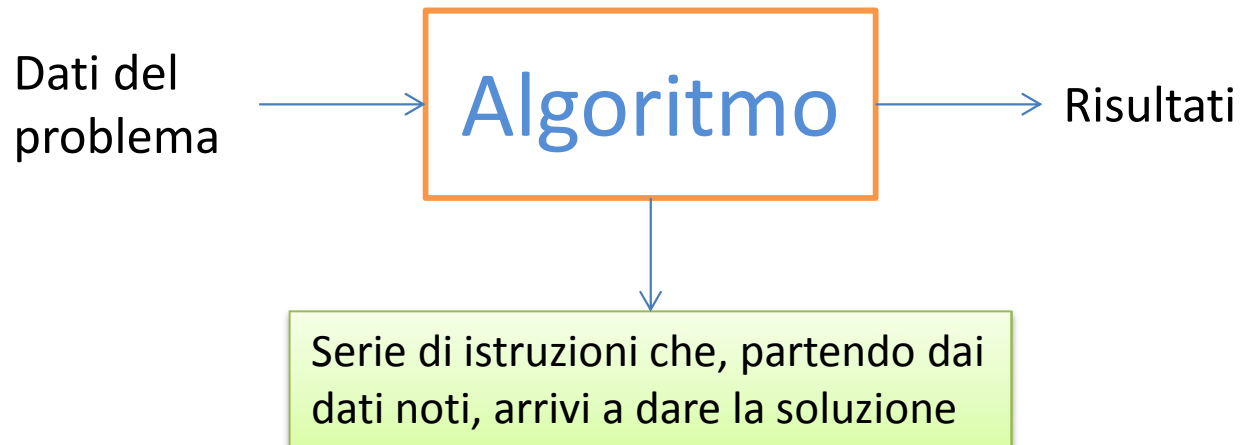 Dati del
problema
Algoritmo
Risultati
Serie di istruzioni che, partendo dai
dati noti, arrivi a dare la soluzione